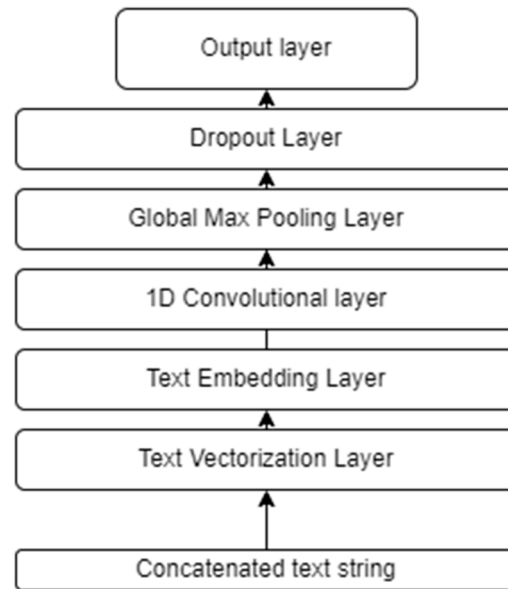 Output layer
Dropout Layer
Global Max Pooling Layer
1D Convolutional layer
Text Embedding Layer
Text Vectorization Layer
Concatenated text string